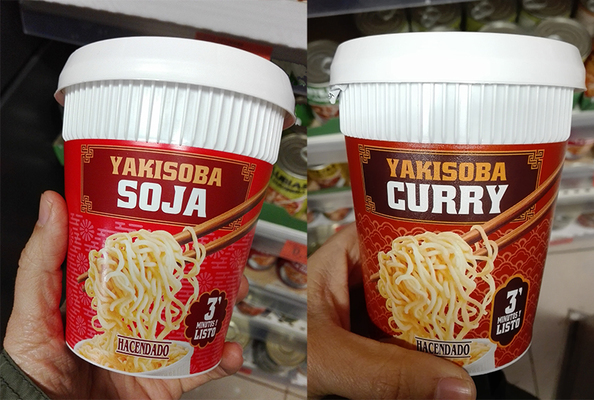 YAKISOBA
SOJA
3'
MINUTOS Y
LISTO
HACENDADO
YAKISOBA
CURRY
3'
MINUTOS Y
LISTO
HACENDADO